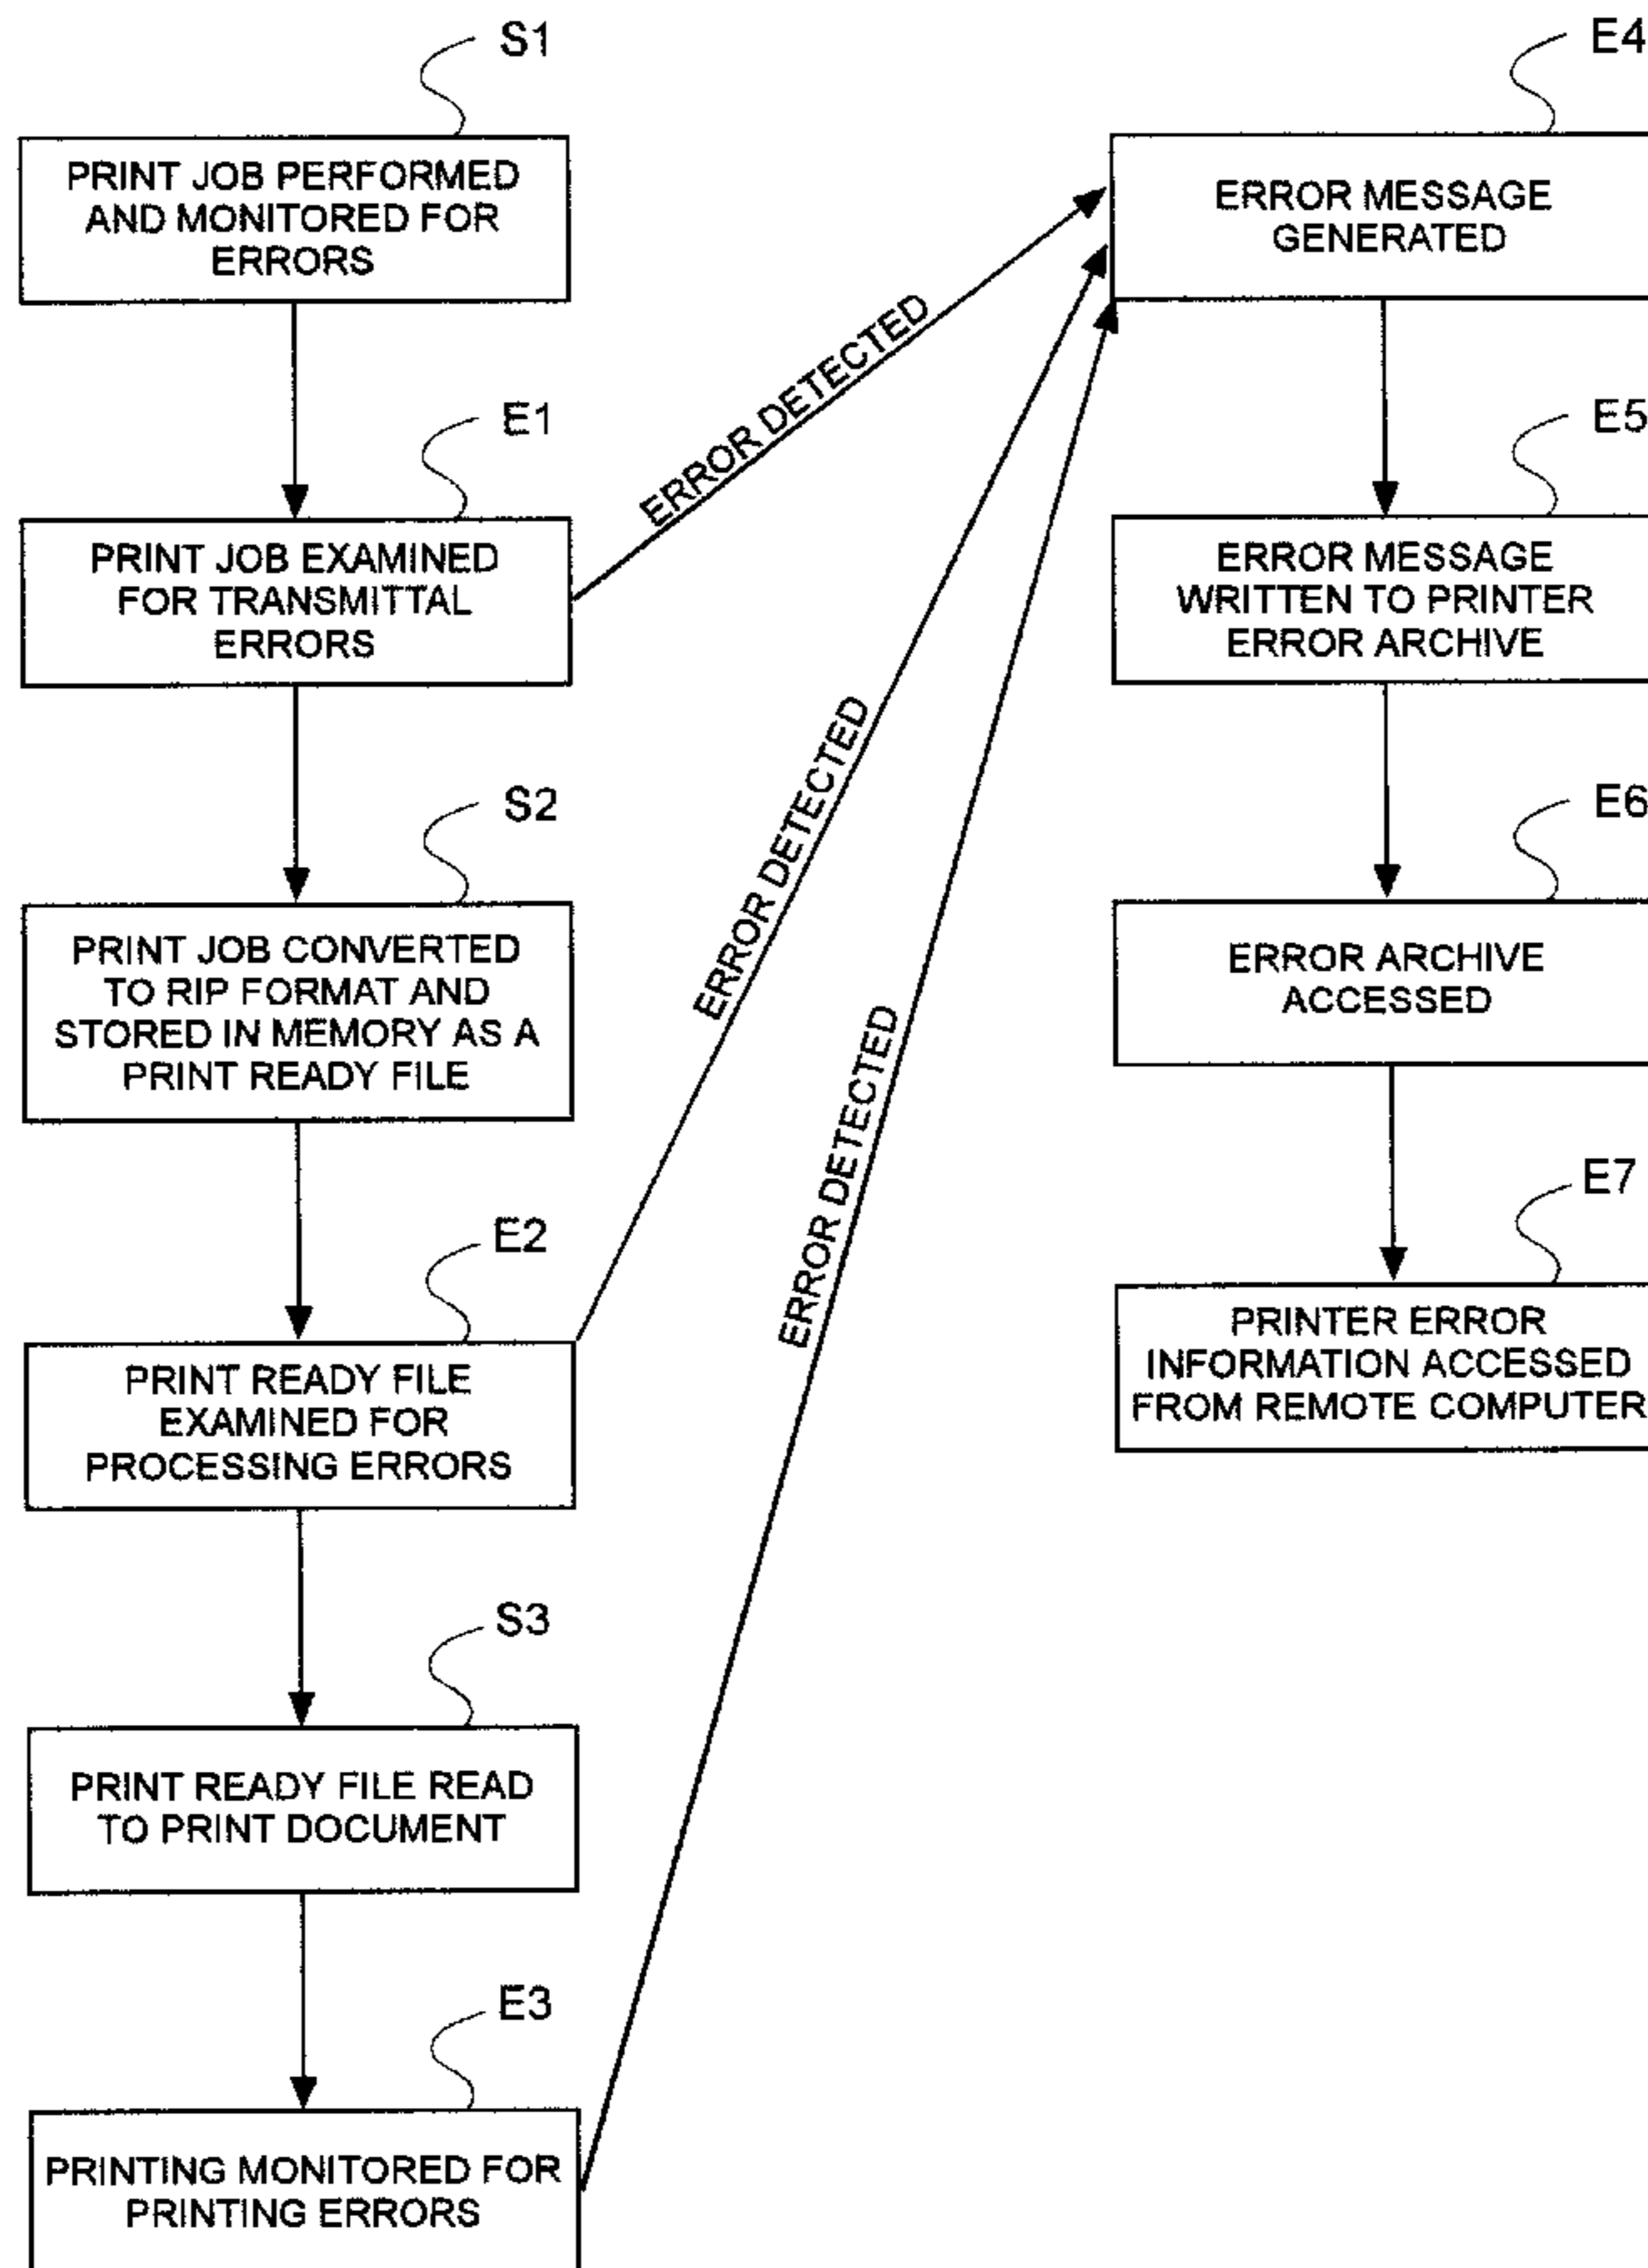 S1
PRINT JOB PERFORMED
AND MONITORED FOR
ERRORS
E1
PRINT JOB EXAMINED
FOR TRANSMITTAL
ERRORS
S2
PRINT JOB CONVERTED
TO RIP FORMAT AND
STORED IN MEMORY AS A
PRINT READY FILE
E2
PRINT READY FILE
EXAMINED FOR
PROCESSING ERRORS
S3
PRINT READY FILE READ
TO PRINT DOCUMENT
E3
PRINTING MONITORED FOR
PRINTING ERRORS
ERROR DETECTED
ERROR DETECTED
ERROR DETECTED
E4
ERROR MESSAGE
GENERATED
E5
ERROR MESSAGE
WRITTEN TO PRINTER
ERROR ARCHIVE
E6
ERROR ARCHIVE
ACCESSED
E7
PRINTER ERROR
INFORMATION ACCESSED
FROM REMOTE COMPUTER